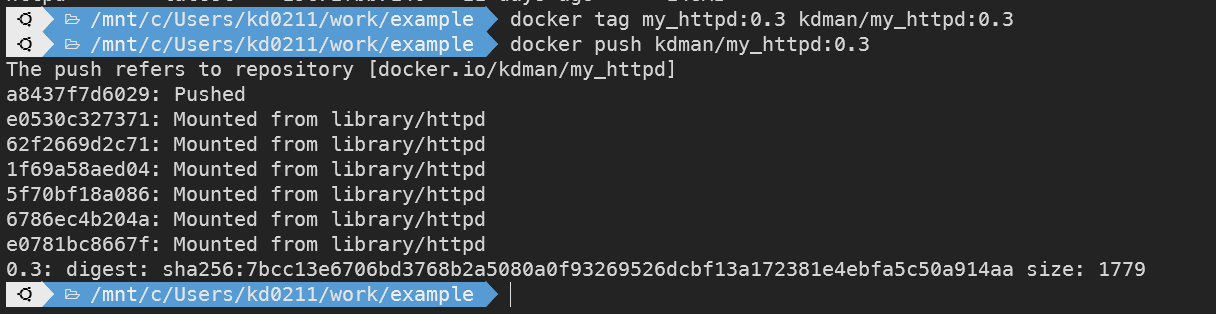 /mnt/c/Users/kd0211/work/example docker tag my_httpd:0.3 kdman/my_httpd:0.3
/mnt/c/Users/kd0211/work/example docker push kdman/my_httpd:0.3
The push refers to repository [docker.io/kdman/my_httpd]
a8437f7d6029: Pushed
e0530c327371: Mounted from library/httpd
62f2669d2c71: Mounted from library/httpd
1f69a58aed04: Mounted from library/httpd
5f70bf18a086: Mounted from library/httpd
6786ec4b204a: Mounted from library/httpd
e0781bc8667f: Mounted from library/httpd
0.3: digest: sha256:7bcc13e6706bd3768b2a5080a0f93269526dcbf13a172381e4ebfa5c50a914aa size: 1779
/mnt/c/Users/kd0211/work/example